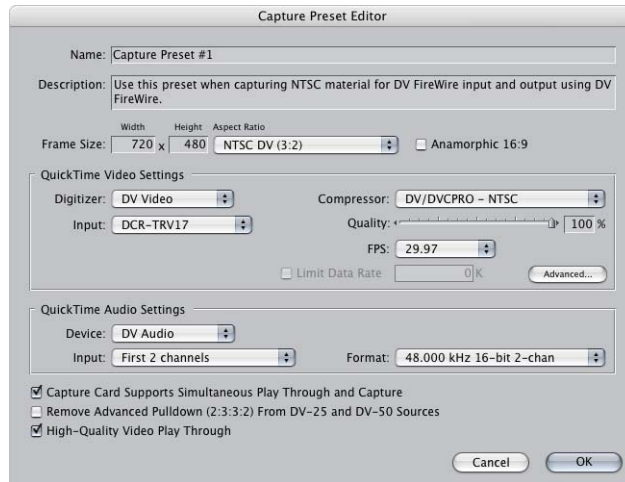 Capture Preset Editor
Name: Capture Preset #1
Description: Use this preset when capturing NTSC material for DV FireWire input and output using DV
FireWire.
Width Height Aspect Ratio
Frame Size: 720 x 480 NTSC DV (3:2) Anamorphic 16:9
QuickTime Video Settings
Digitizer: DV Video Compressor: DV/DVCPRO – NTSC
Input: DCR-TRV17 Quality: 100 %
FPS: 29.97
Limit Data Rate 0 K Advanced...
QuickTime Audio Settings
Device: DV Audio
Input: First 2 channels Format: 48.000 kHz 16-bit 2-chan
Capture Card Supports Simultaneous Play Through and Capture
Remove Advanced Pulldown (2:3:3:2) From DV-25 and DV-50 Sources
High-Quality Video Play Through
Cancel OK